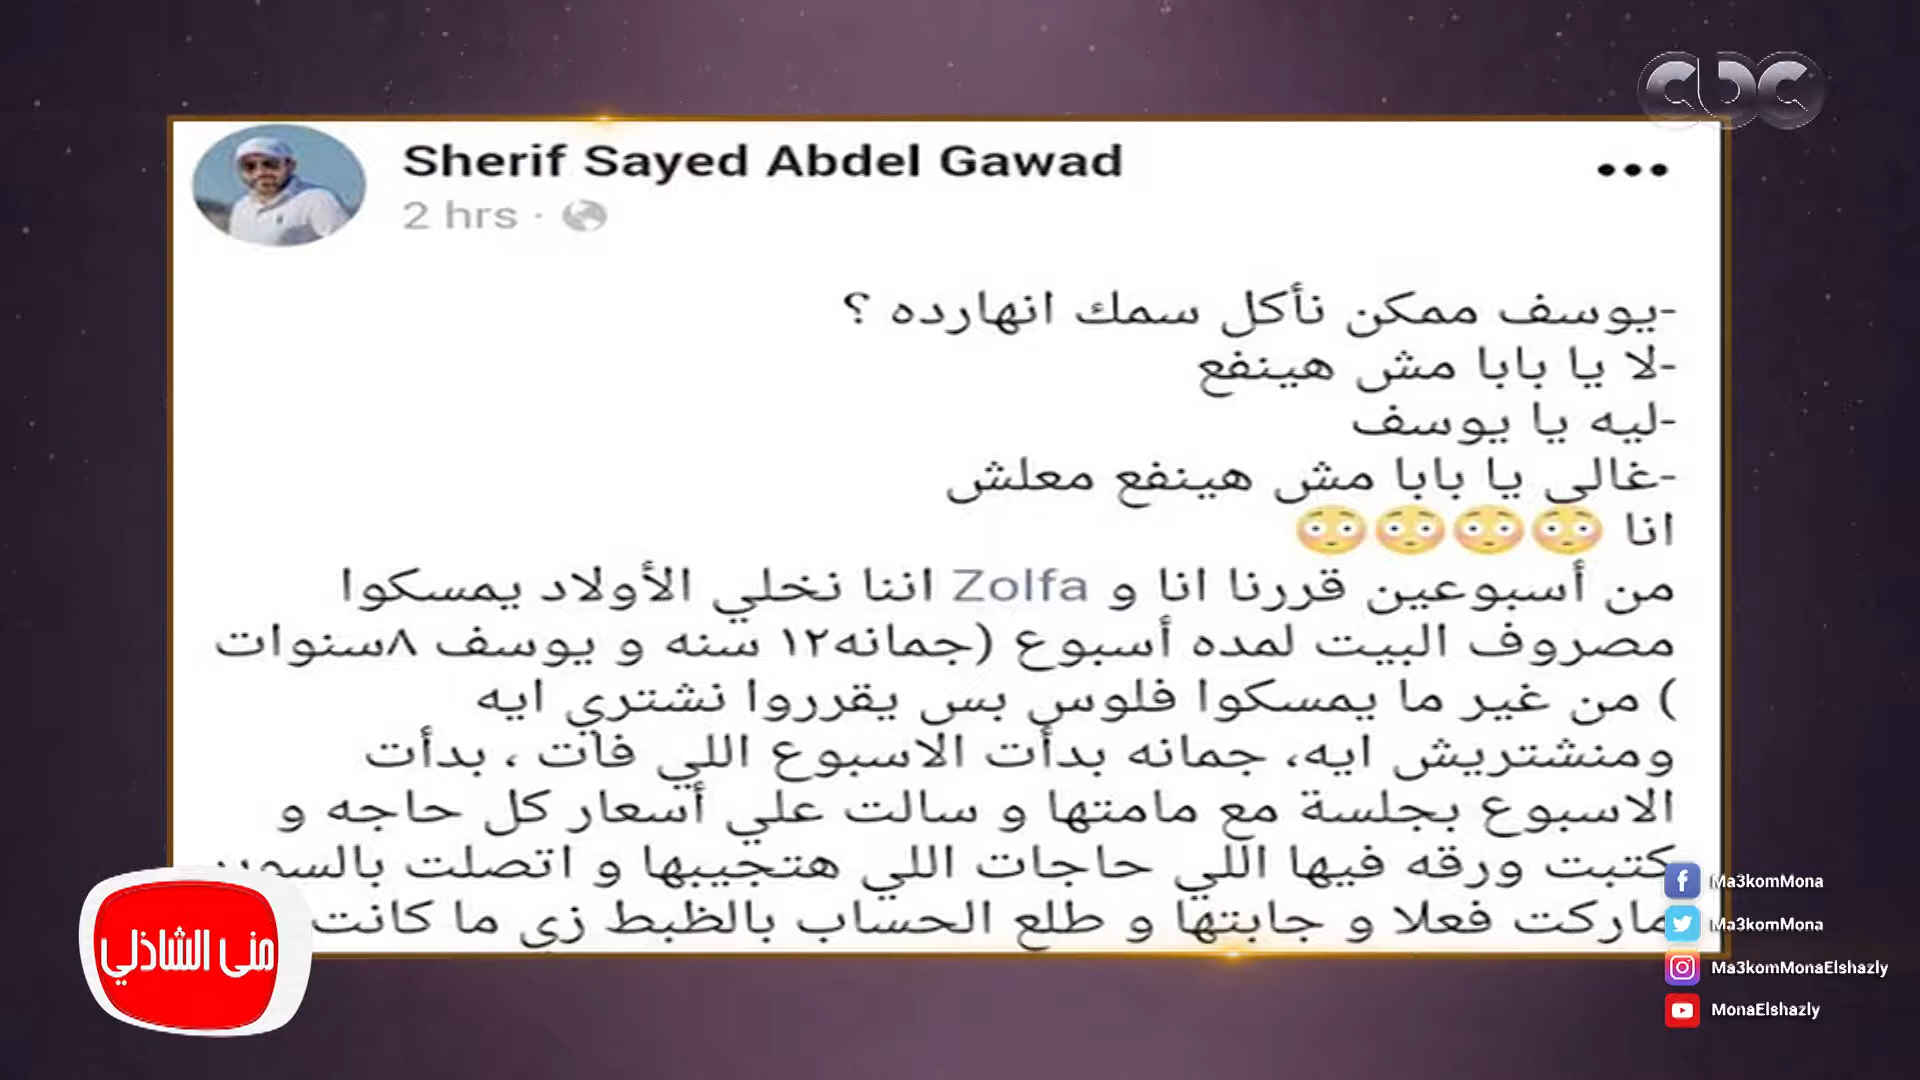 cbc
Sherif Sayed Abdel Gawad
2 hrs ·
-يوسف ممكن نأكل سمك انهارده ؟
-لا يا بابا مش هينفع
-ليه يا يوسف
-غالي يا بابا مش هينفع معلش
انا 😳😳😳😳
من أسبوعين قررنا انا و Zolfa اننا نخلي الأولاد يمسكوا
مصروف البيت لمده أسبوع (جمانه١٢ سنه و يوسف ٨سنوات
) من غير ما يمسكوا فلوس بس يقرروا نشتري ايه
ومنشتريش ايه، جمانه بدأت الاسبوع اللي فات ، بدأت
الاسبوع بجلسة مع مامتها و سالت علي أسعار كل حاجه و
كتبت ورقه فيها اللي حاجات اللي هتجيبها و اتصلت بالسوبر
ماركت فعلا و جابتها و طلع الحساب بالظبط زي ما كانت
منى الشاذلي
Ma3komMona
Ma3komMona
Ma3komMonaElshazly
MonaElshazly